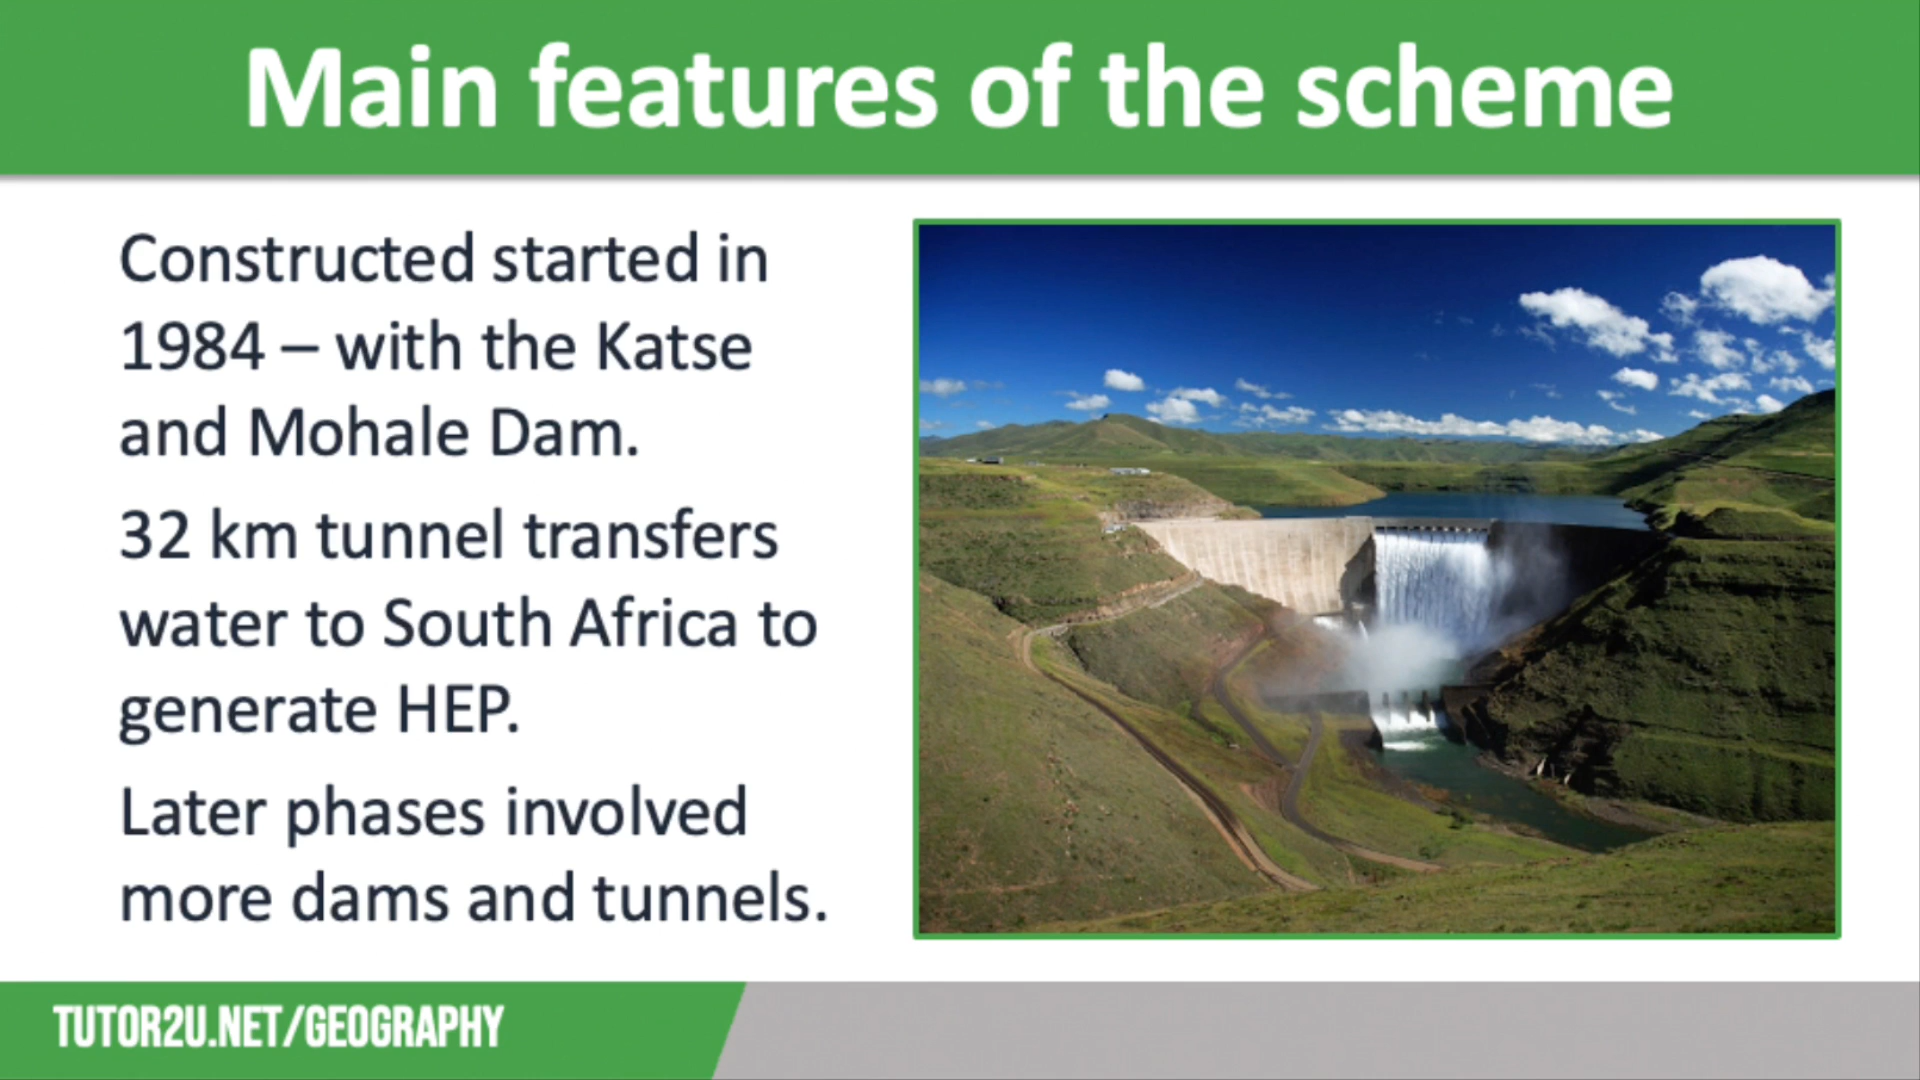 Main features of the scheme
Constructed started in
1984 – with the Katse
and Mohale Dam.
32 km tunnel transfers
water to South Africa to
generate HEP.
Later phases involved
more dams and tunnels.
TUTOR2U.NET/GEOGRAPHY